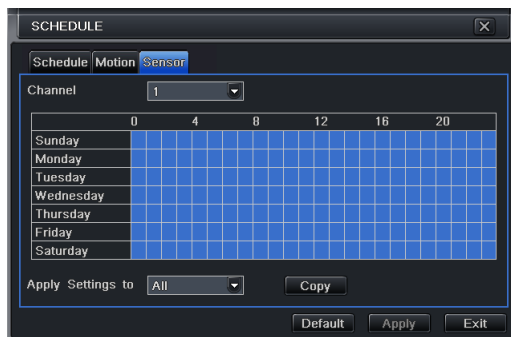 SCHEDULE
Schedule Motion Sensor
Channel 1
0 4 8 12 16 20
Sunday
Monday
Tuesday
Wednesday
Thursday
Friday
Saturday
Apply Settings to All Copy
Default Apply Exit